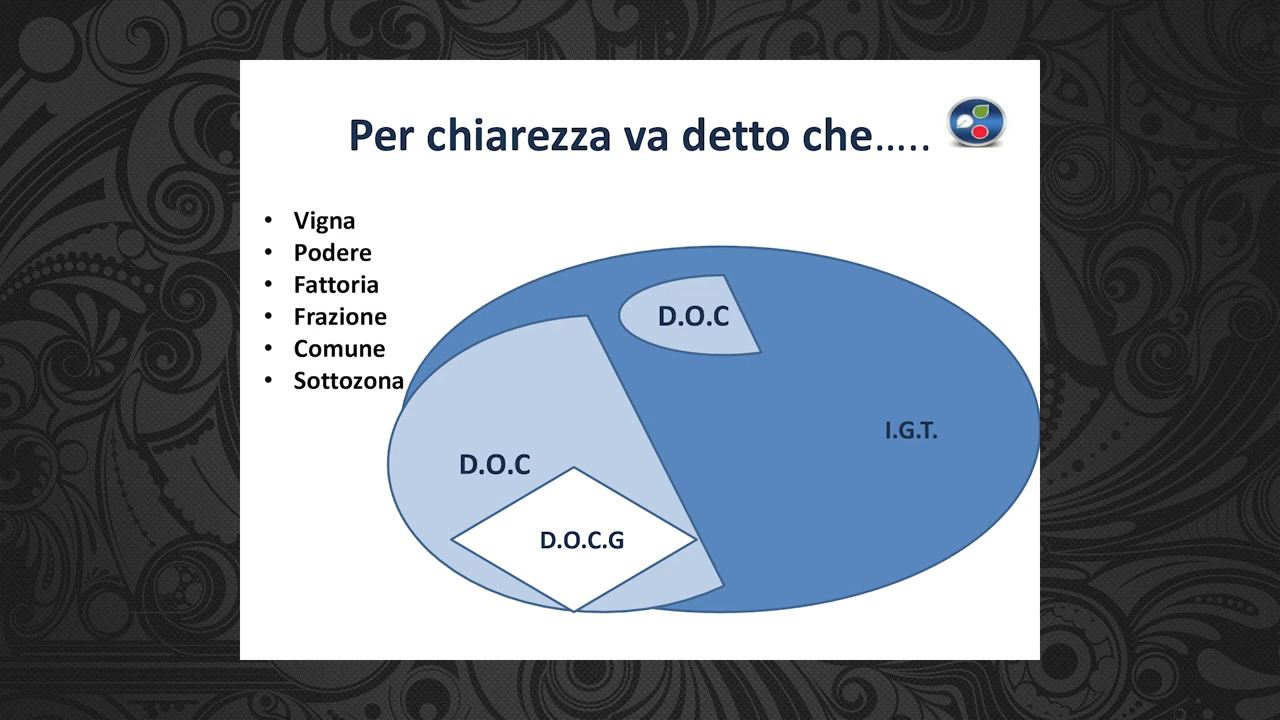 Per chiarezza va detto che…..
• Vigna
• Podere
• Fattoria
• Frazione
• Comune
• Sottozona
D.O.C
I.G.T.
D.O.C
D.O.C.G